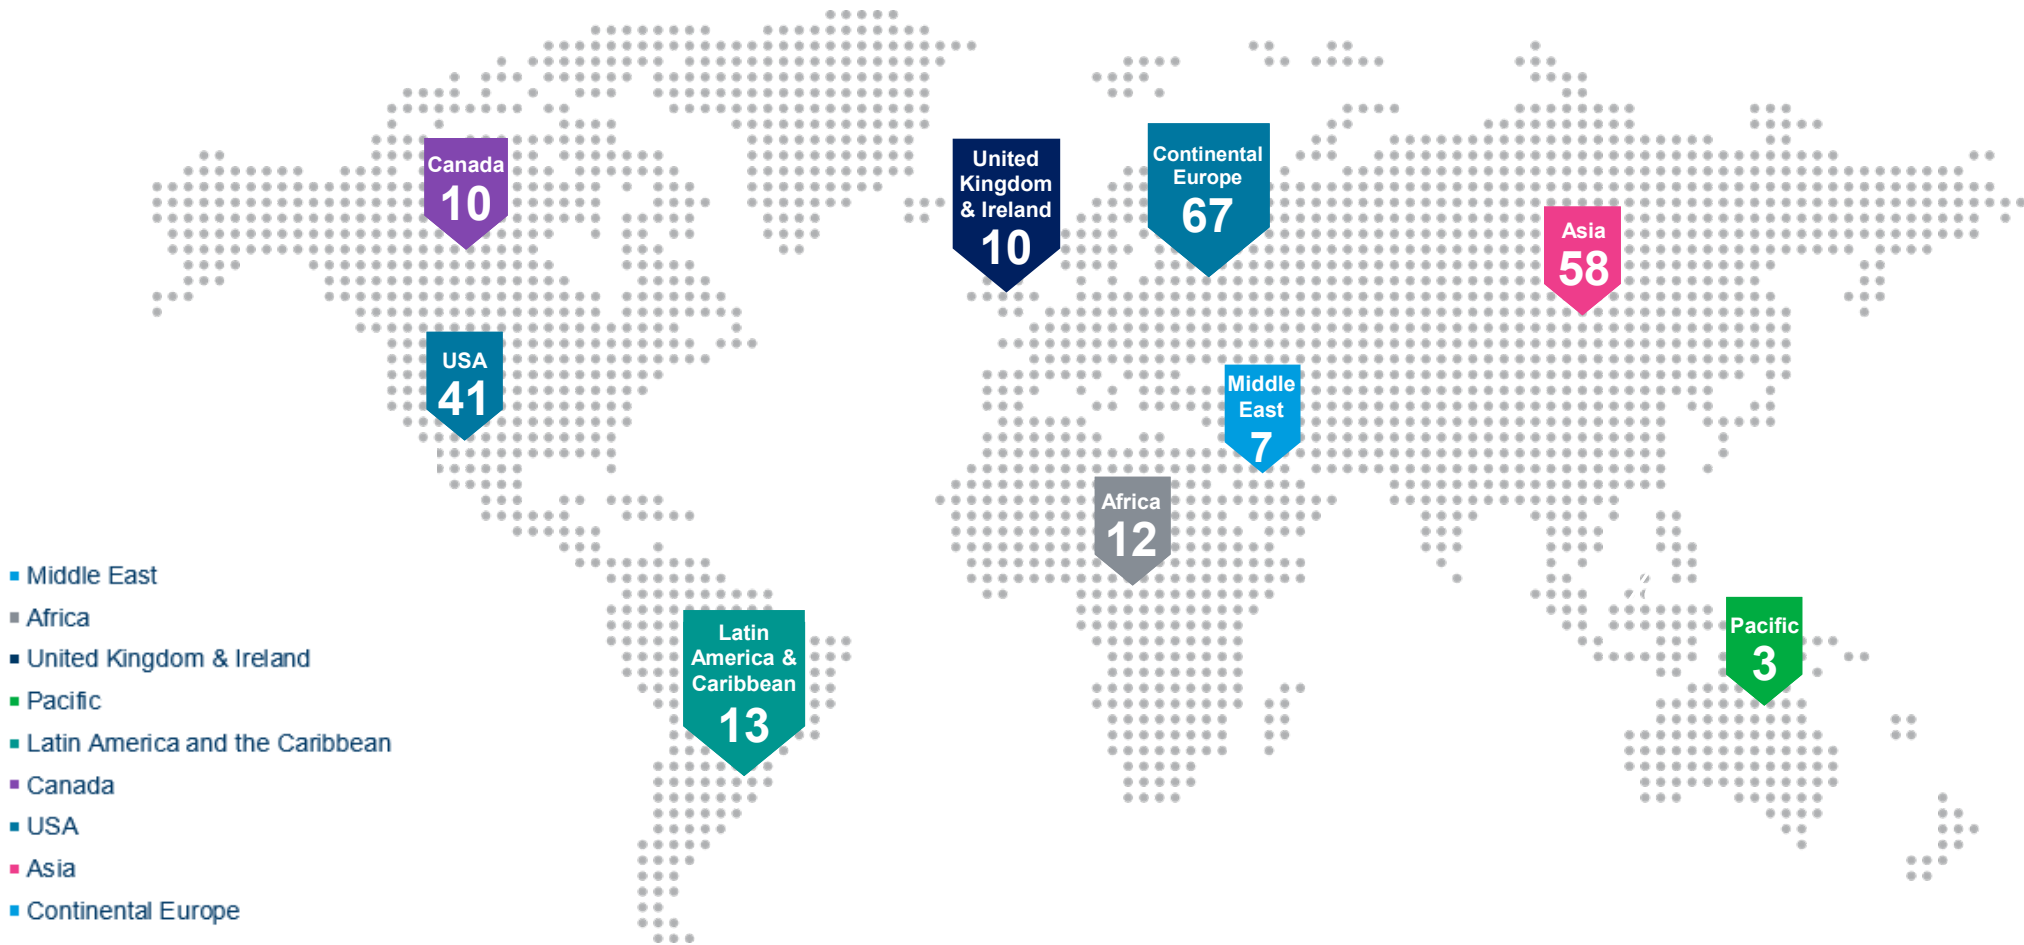 Canada
10
United
Kingdom
& Ireland
10
Continental
Europe
67
Asia
58
USA
41
Middle
East
7
Africa
12
Latin
America &
Caribbean
13
Pacific
3
Middle East
Africa
United Kingdom & Ireland
Pacific
Latin America and the Caribbean
Canada
USA
Asia
Continental Europe